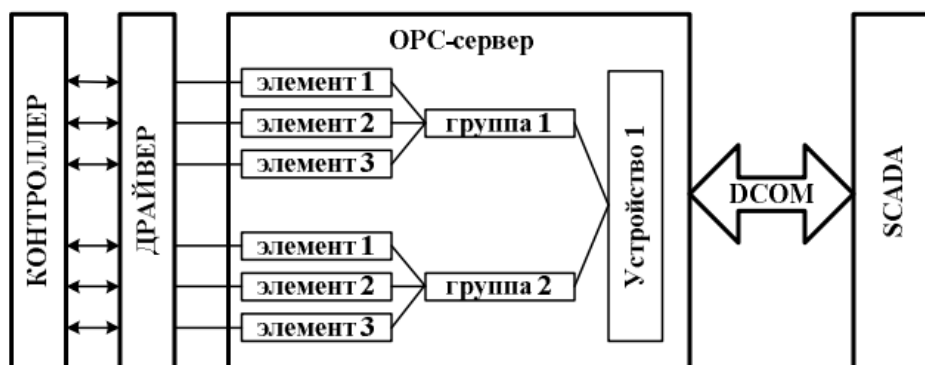 КОНТРОЛЛЕР
ДРАЙВЕР
OPC-сервер
элемент 1
элемент 2
элемент 3
группа 1
элемент 1
элемент 2
элемент 3
группа 2
Устройство 1
DCOM
SCADA